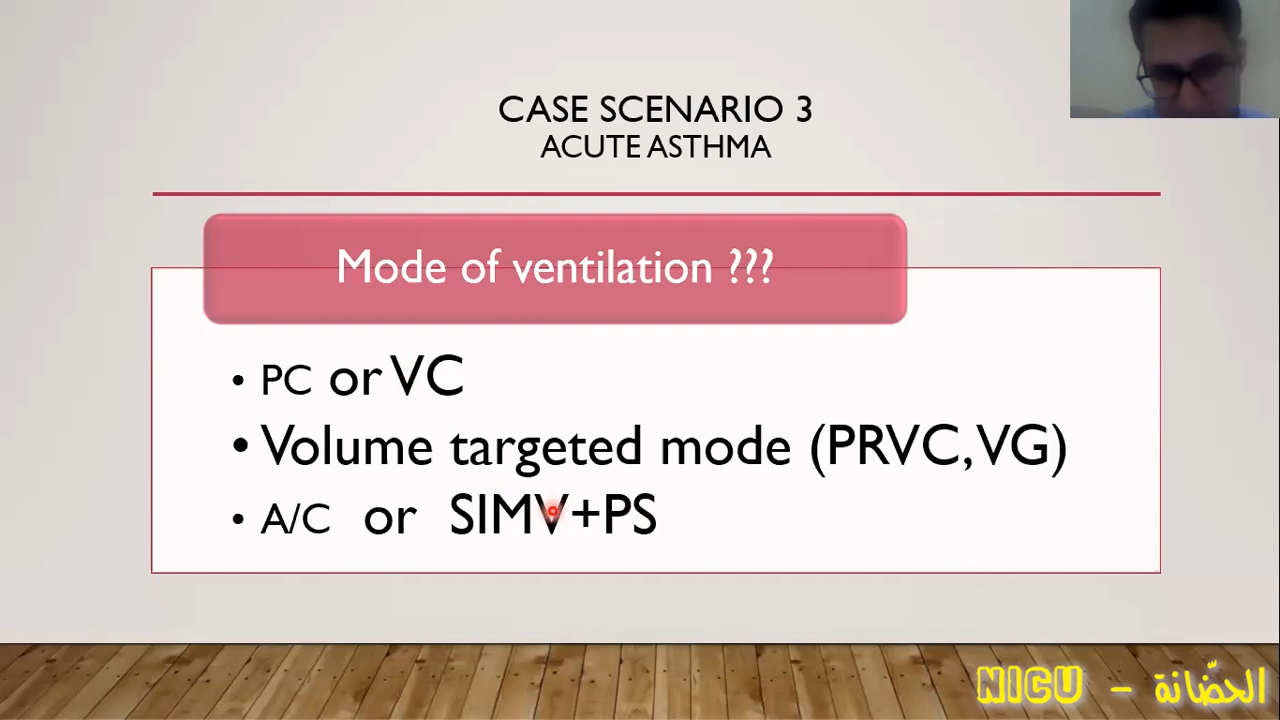 CASE SCENARIO 3
ACUTE ASTHMA
Mode of ventilation ???
• PC or VC
• Volume targeted mode (PRVC, VG)
• A/C or SIMV+PS
NICU - الحضّانة